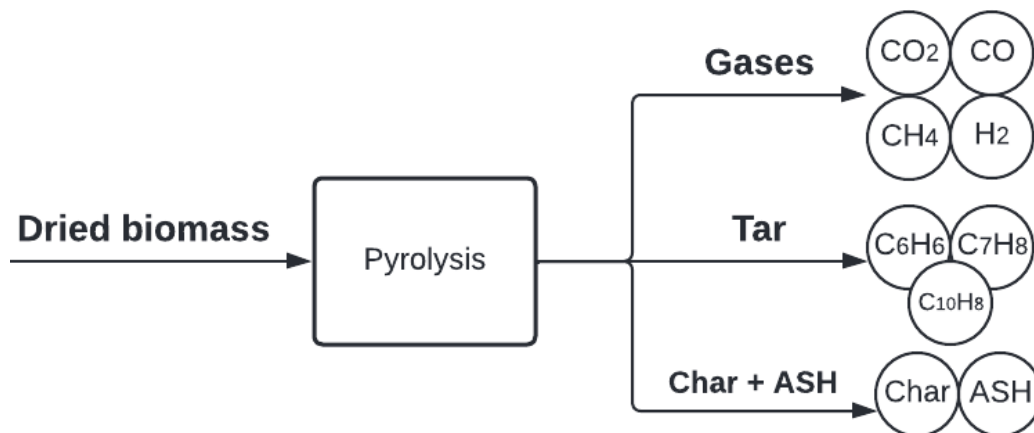 Gases
CO2 CO
CH4 H2
Dried biomass
Pyrolysis
Tar
C6H6 C7H8
C10H8
Char + ASH
Char ASH